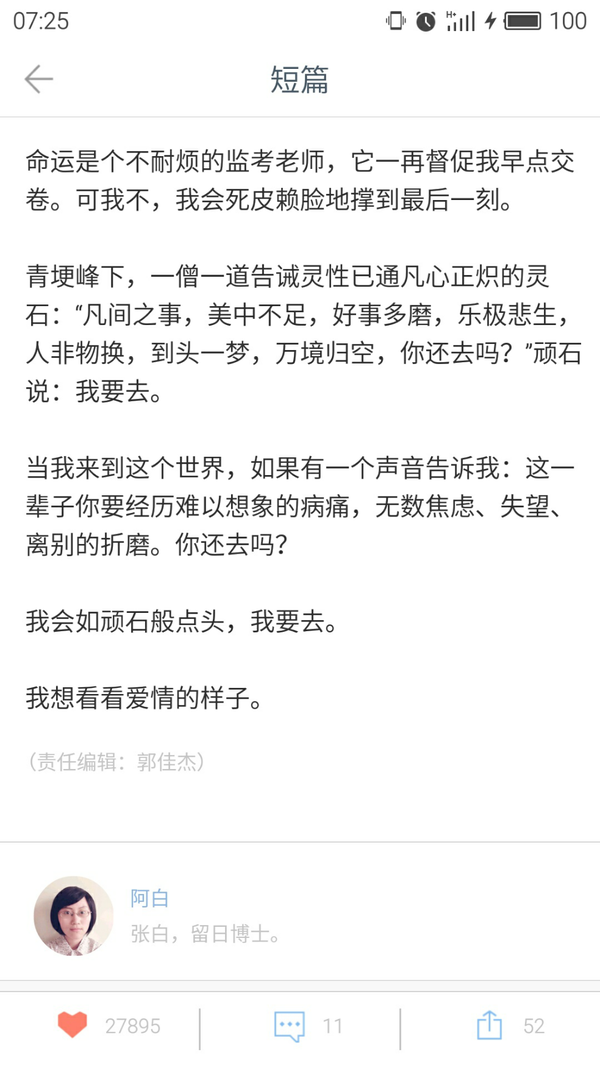 07:25
H+
100
短篇
命运是个不耐烦的监考老师，它一再督促我早点交
卷。可我不，我会死皮赖脸地撑到最后一刻。
青埂峰下，一僧一道告诫灵性已通凡心正炽的灵
石：“凡间之事，美中不足，好事多磨，乐极悲生，
人非物换，到头一梦，万境归空，你还去吗？”顽石
说：我要去。
当我来到这个世界，如果有一个声音告诉我：这一
辈子你要经历难以想象的病痛，无数焦虑、失望、
离别的折磨。你还去吗？
我会如顽石般点头，我要去。
我想看看爱情的样子。
（责任编辑：郭佳杰）
阿白
张白，留日博士。
27895
11
52